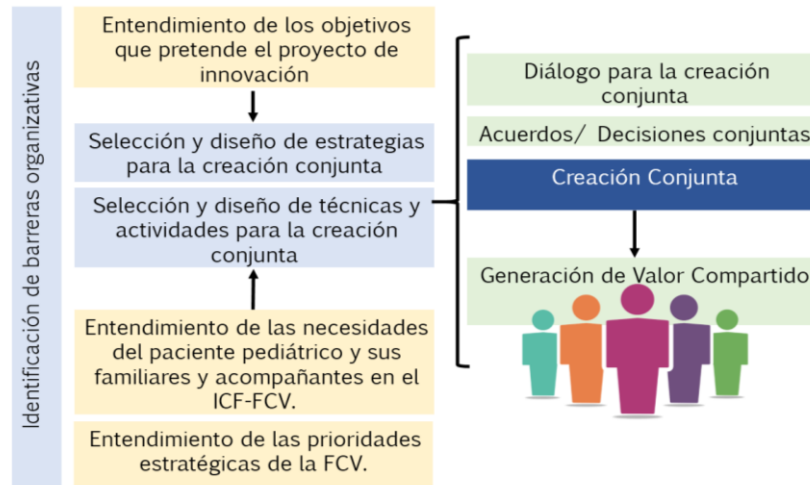 Identificación de barreras organizativas
Entendimiento de los objetivos
que pretende el proyecto de
innovación
Selección y diseño de estrategias
para la creación conjunta
Selección y diseño de técnicas y
actividades para la creación
conjunta
Entendimiento de las necesidades
del paciente pediátrico y sus
familiares y acompañantes en el
ICF-FCV.
Entendimiento de las prioridades
estratégicas de la FCV.
Diálogo para la creación
conjunta
Acuerdos/ Decisiones conjuntas
Creación Conjunta
Generación de Valor Compartido